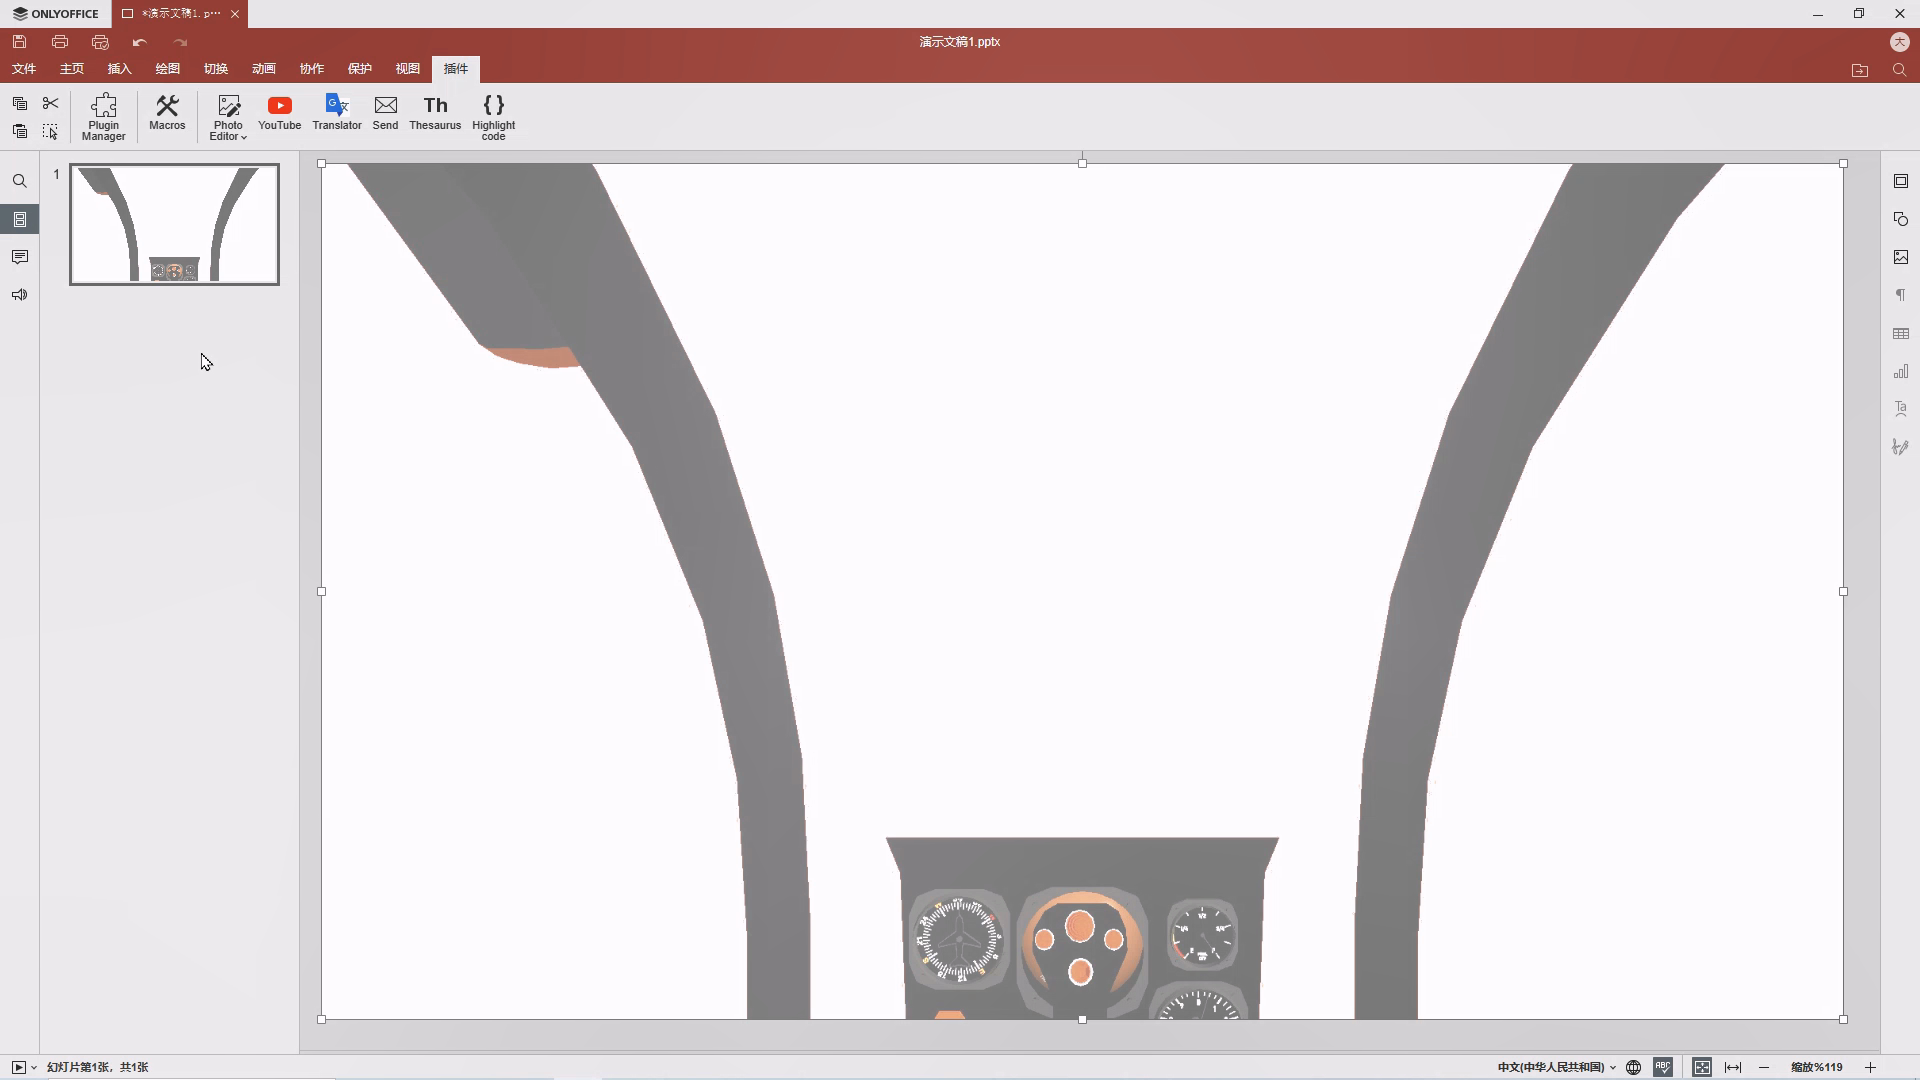 ONLYOFFICE
*演示文稿1. p···
演示文稿1.pptx
大
文件 主页 插入 绘图 切换 动画 协作 保护 视图 插件
Plugin Manager
Macros
Photo Editor
YouTube
Translator
Send
Th
Thesaurus
Highlight code
1
幻灯片第1张，共1张
中文(中华人民共和国)
ABC
缩放%119